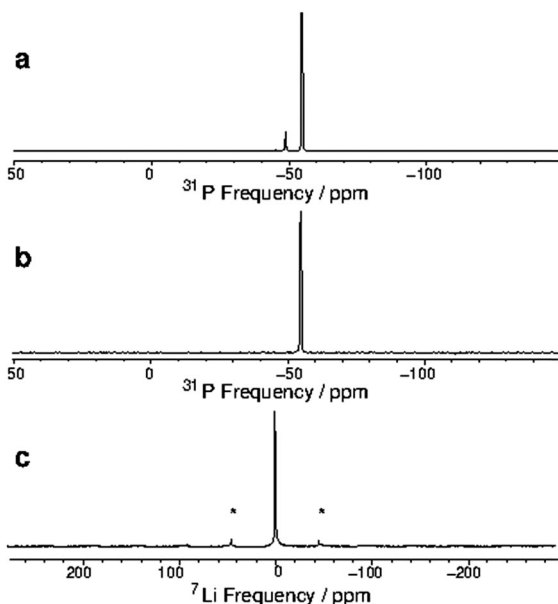 a
50 0 −50 −100
³¹P Frequency / ppm
b
50 0 −50 −100
³¹P Frequency / ppm
c
* *
200 100 0 −100 −200
⁷Li Frequency / ppm